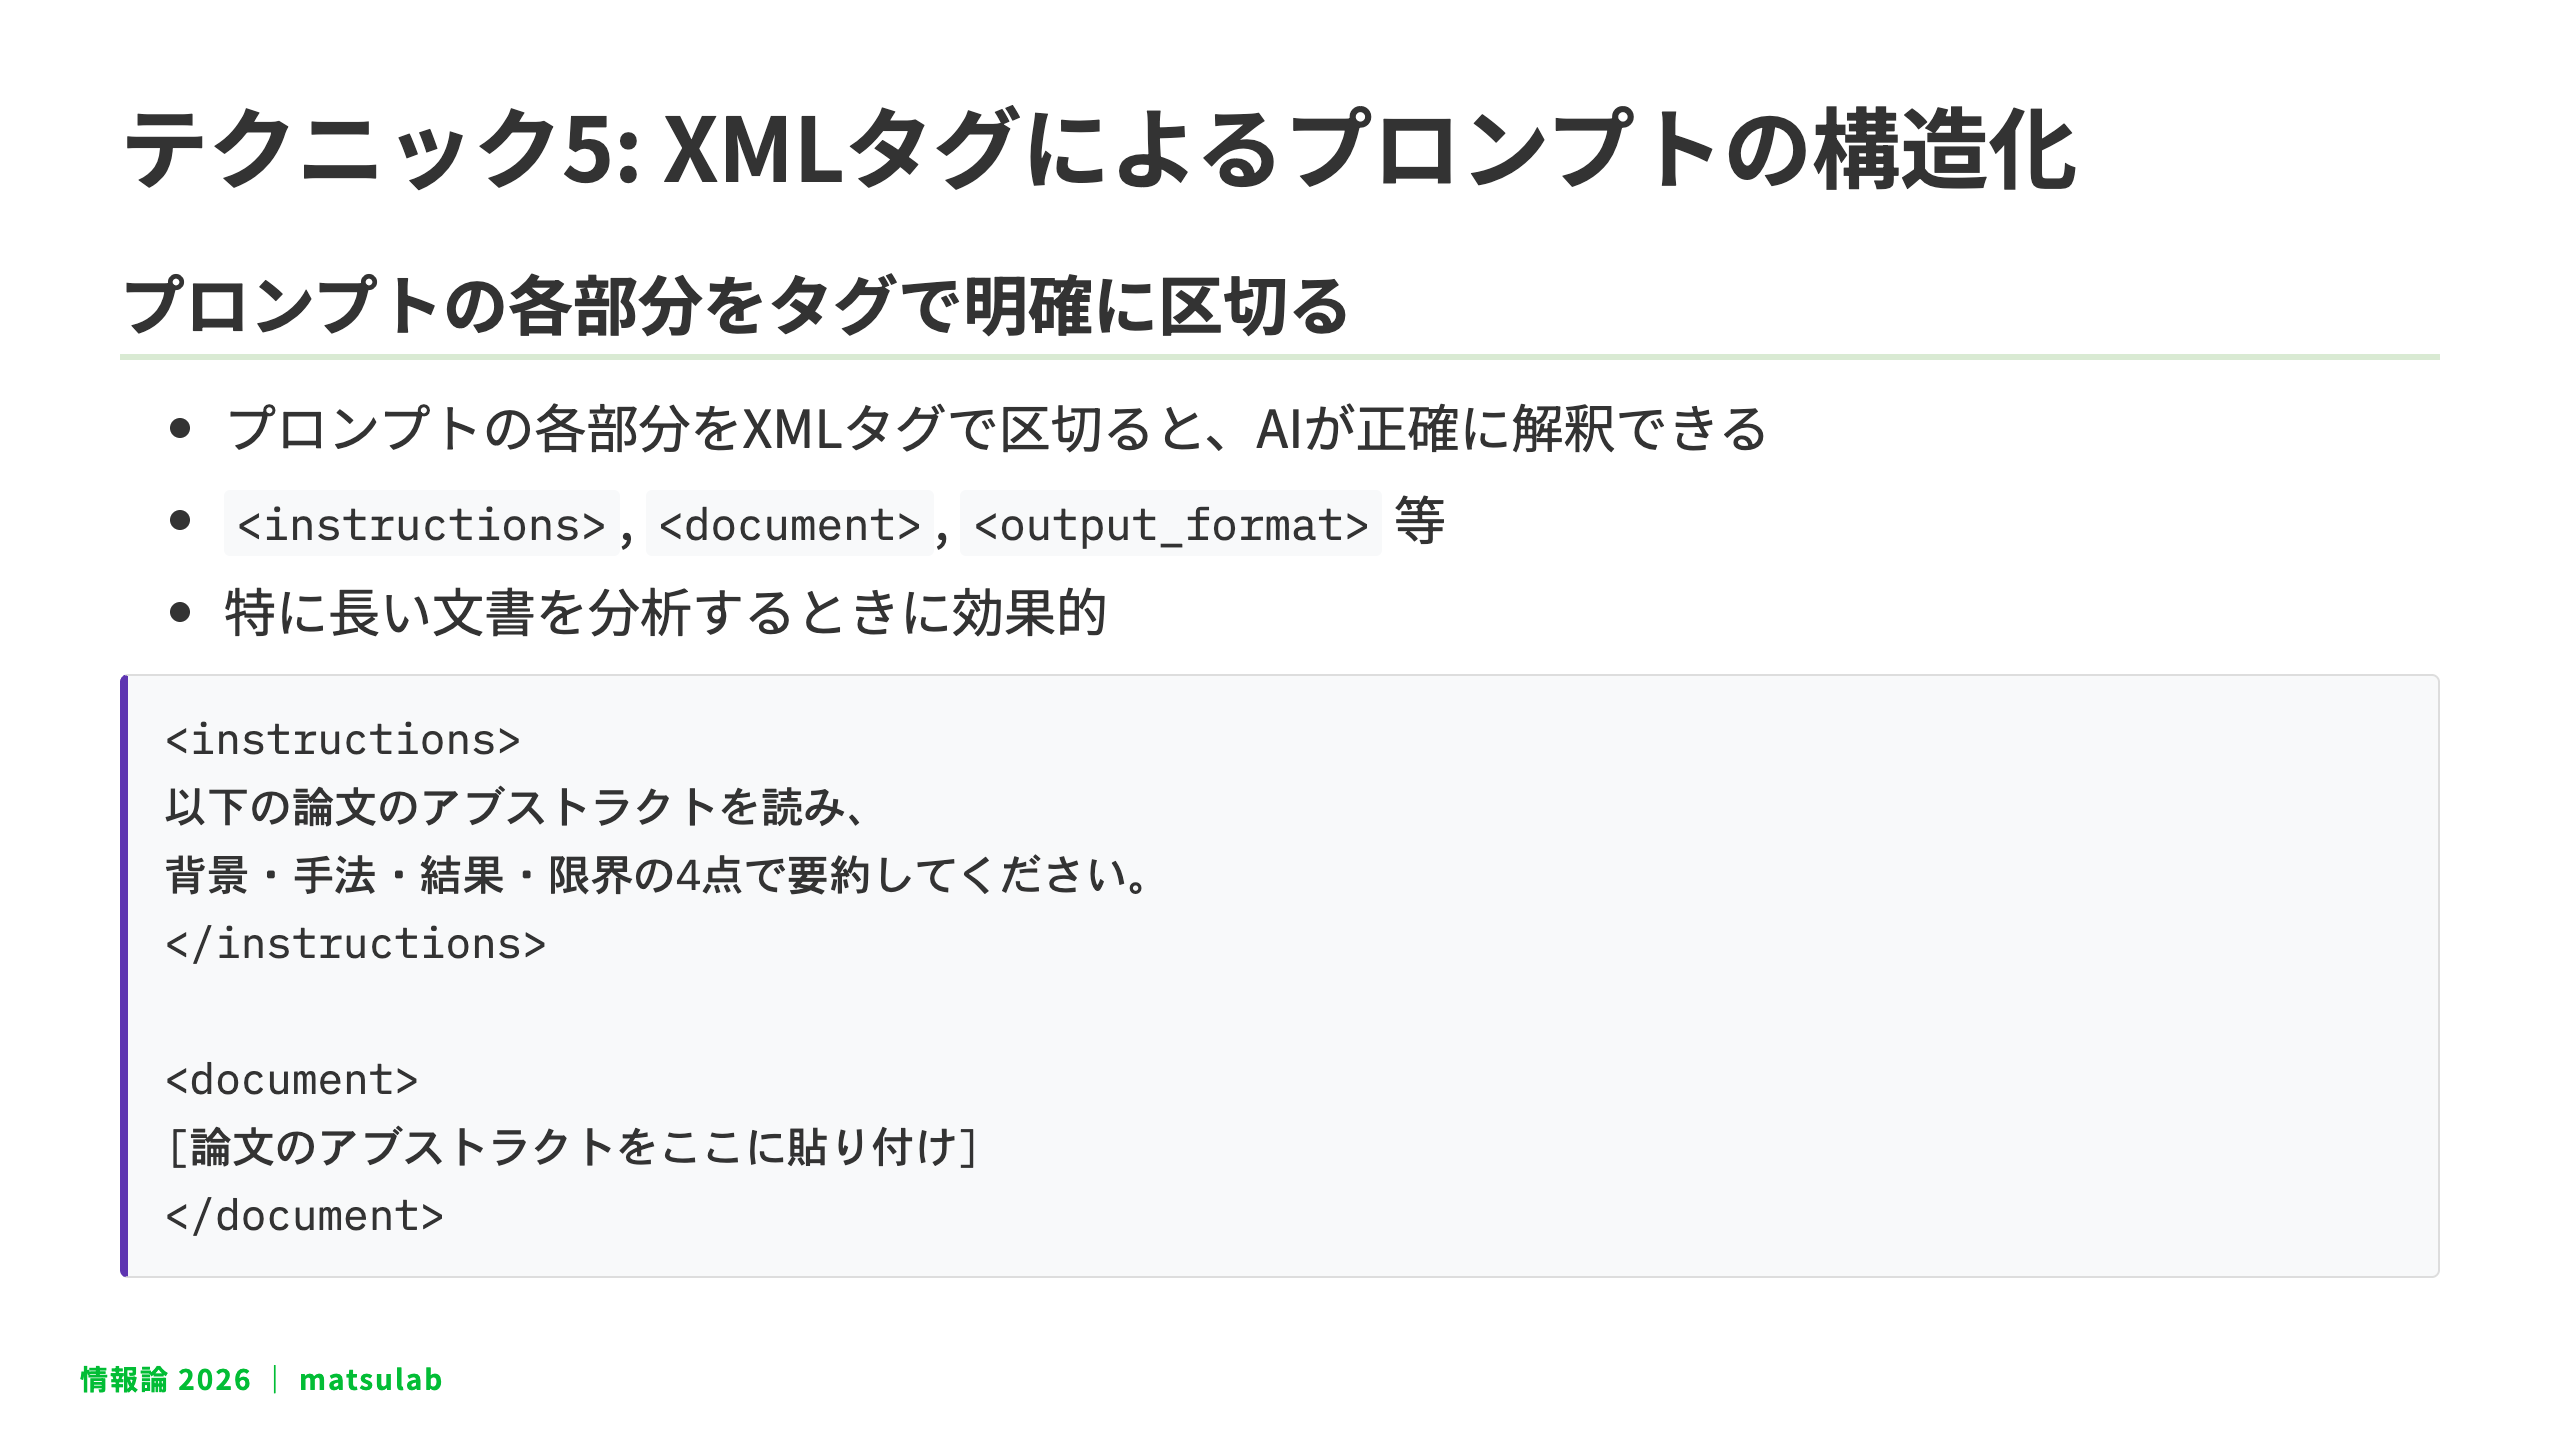 テクニック5: XMLタグによるプロンプトの構造化
プロンプトの各部分をタグで明確に区切る
• プロンプトの各部分をXMLタグで区切ると、AIが正確に解釈できる
• <instructions>, <document>, <output_format> 等
• 特に長い文書を分析するときに効果的
<instructions>
以下の論文のアブストラクトを読み、
背景・手法・結果・限界の4点で要約してください。
</instructions>
<document>
[論文のアブストラクトをここに貼り付け]
</document>
情報論 2026 | matsulab